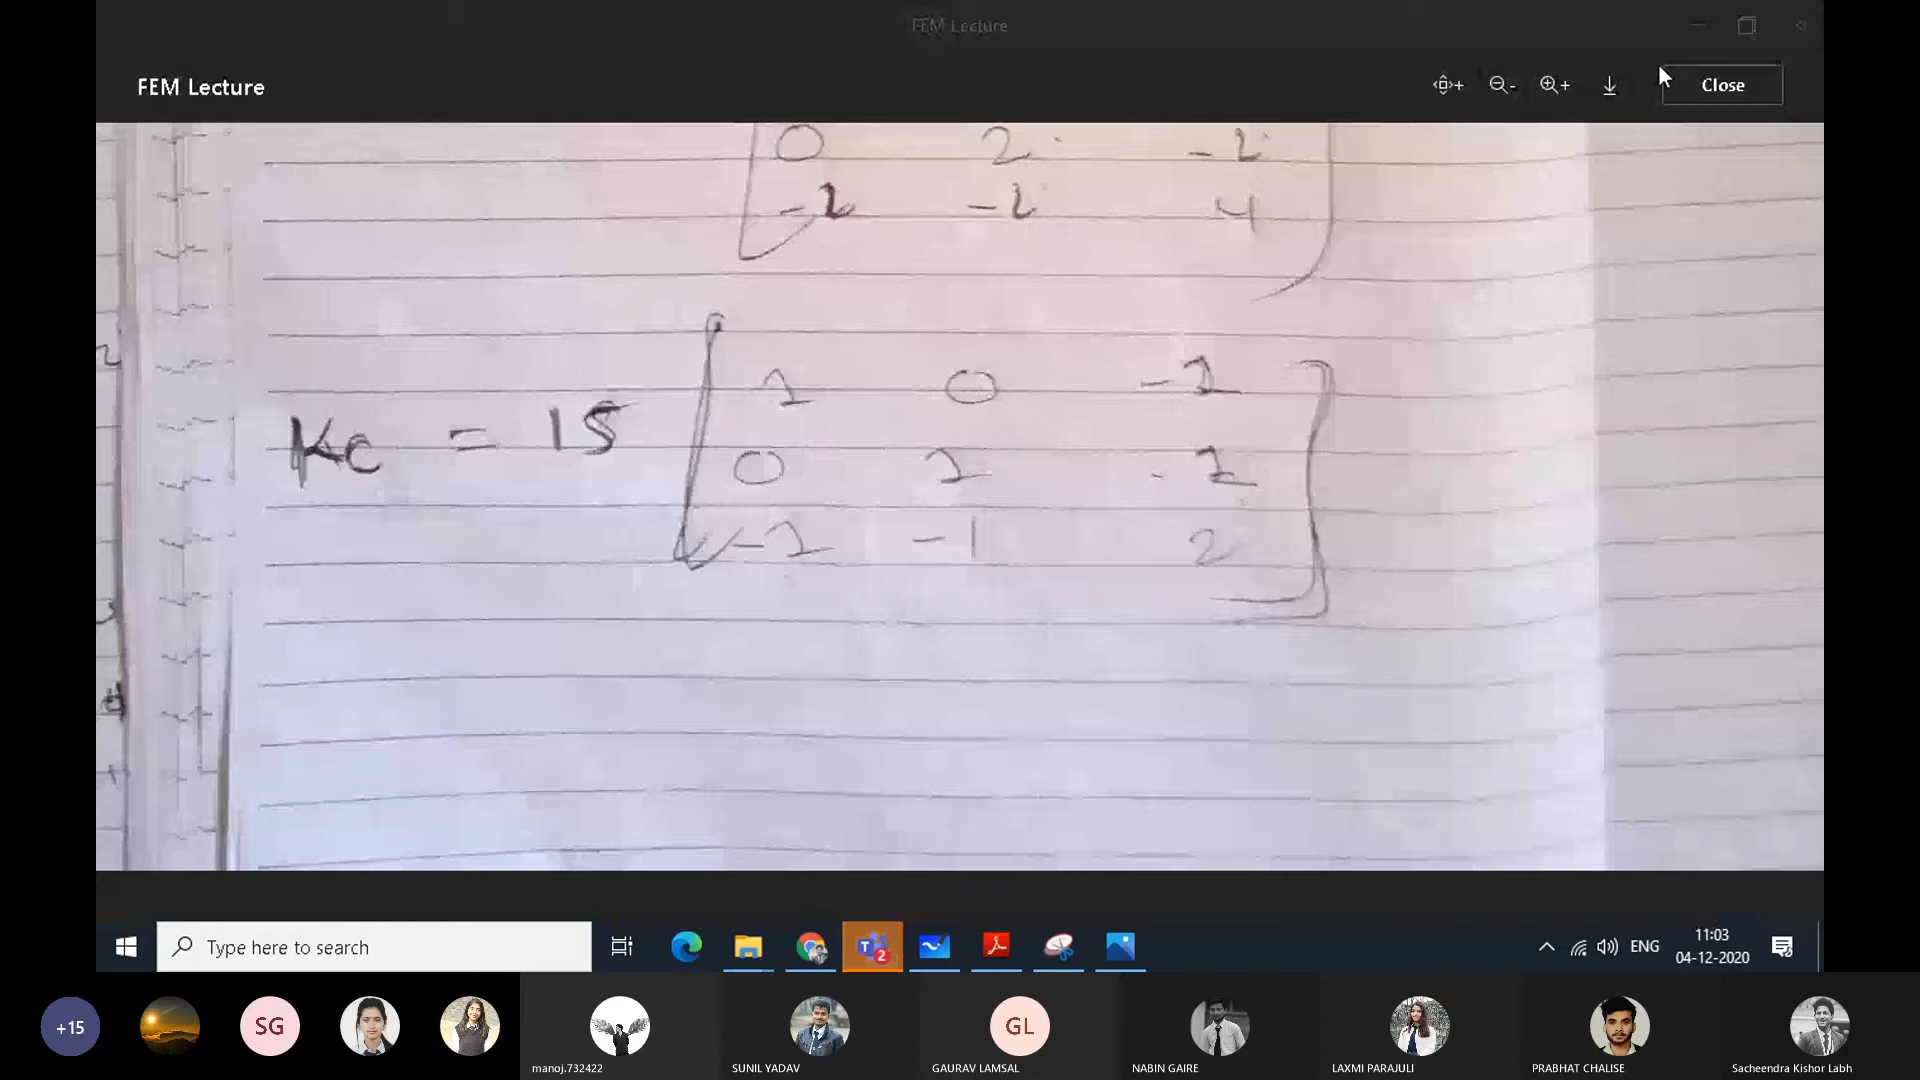 FEM Lecture
FEM Lecture
Close
0 2 -2
-2 -2 4
1 0 -1
Kc = 15
0 1 -1
-1 -1 2
Type here to search
2
ENG
11:03
04-12-2020
+15
SG
GL
manoj.732422
SUNIL YADAV
GAURAV LAMSAL
NABIN GAIRE
LAXMI PARAJULI
PRABHAT CHALISE
Sacheendra Kishor Labh